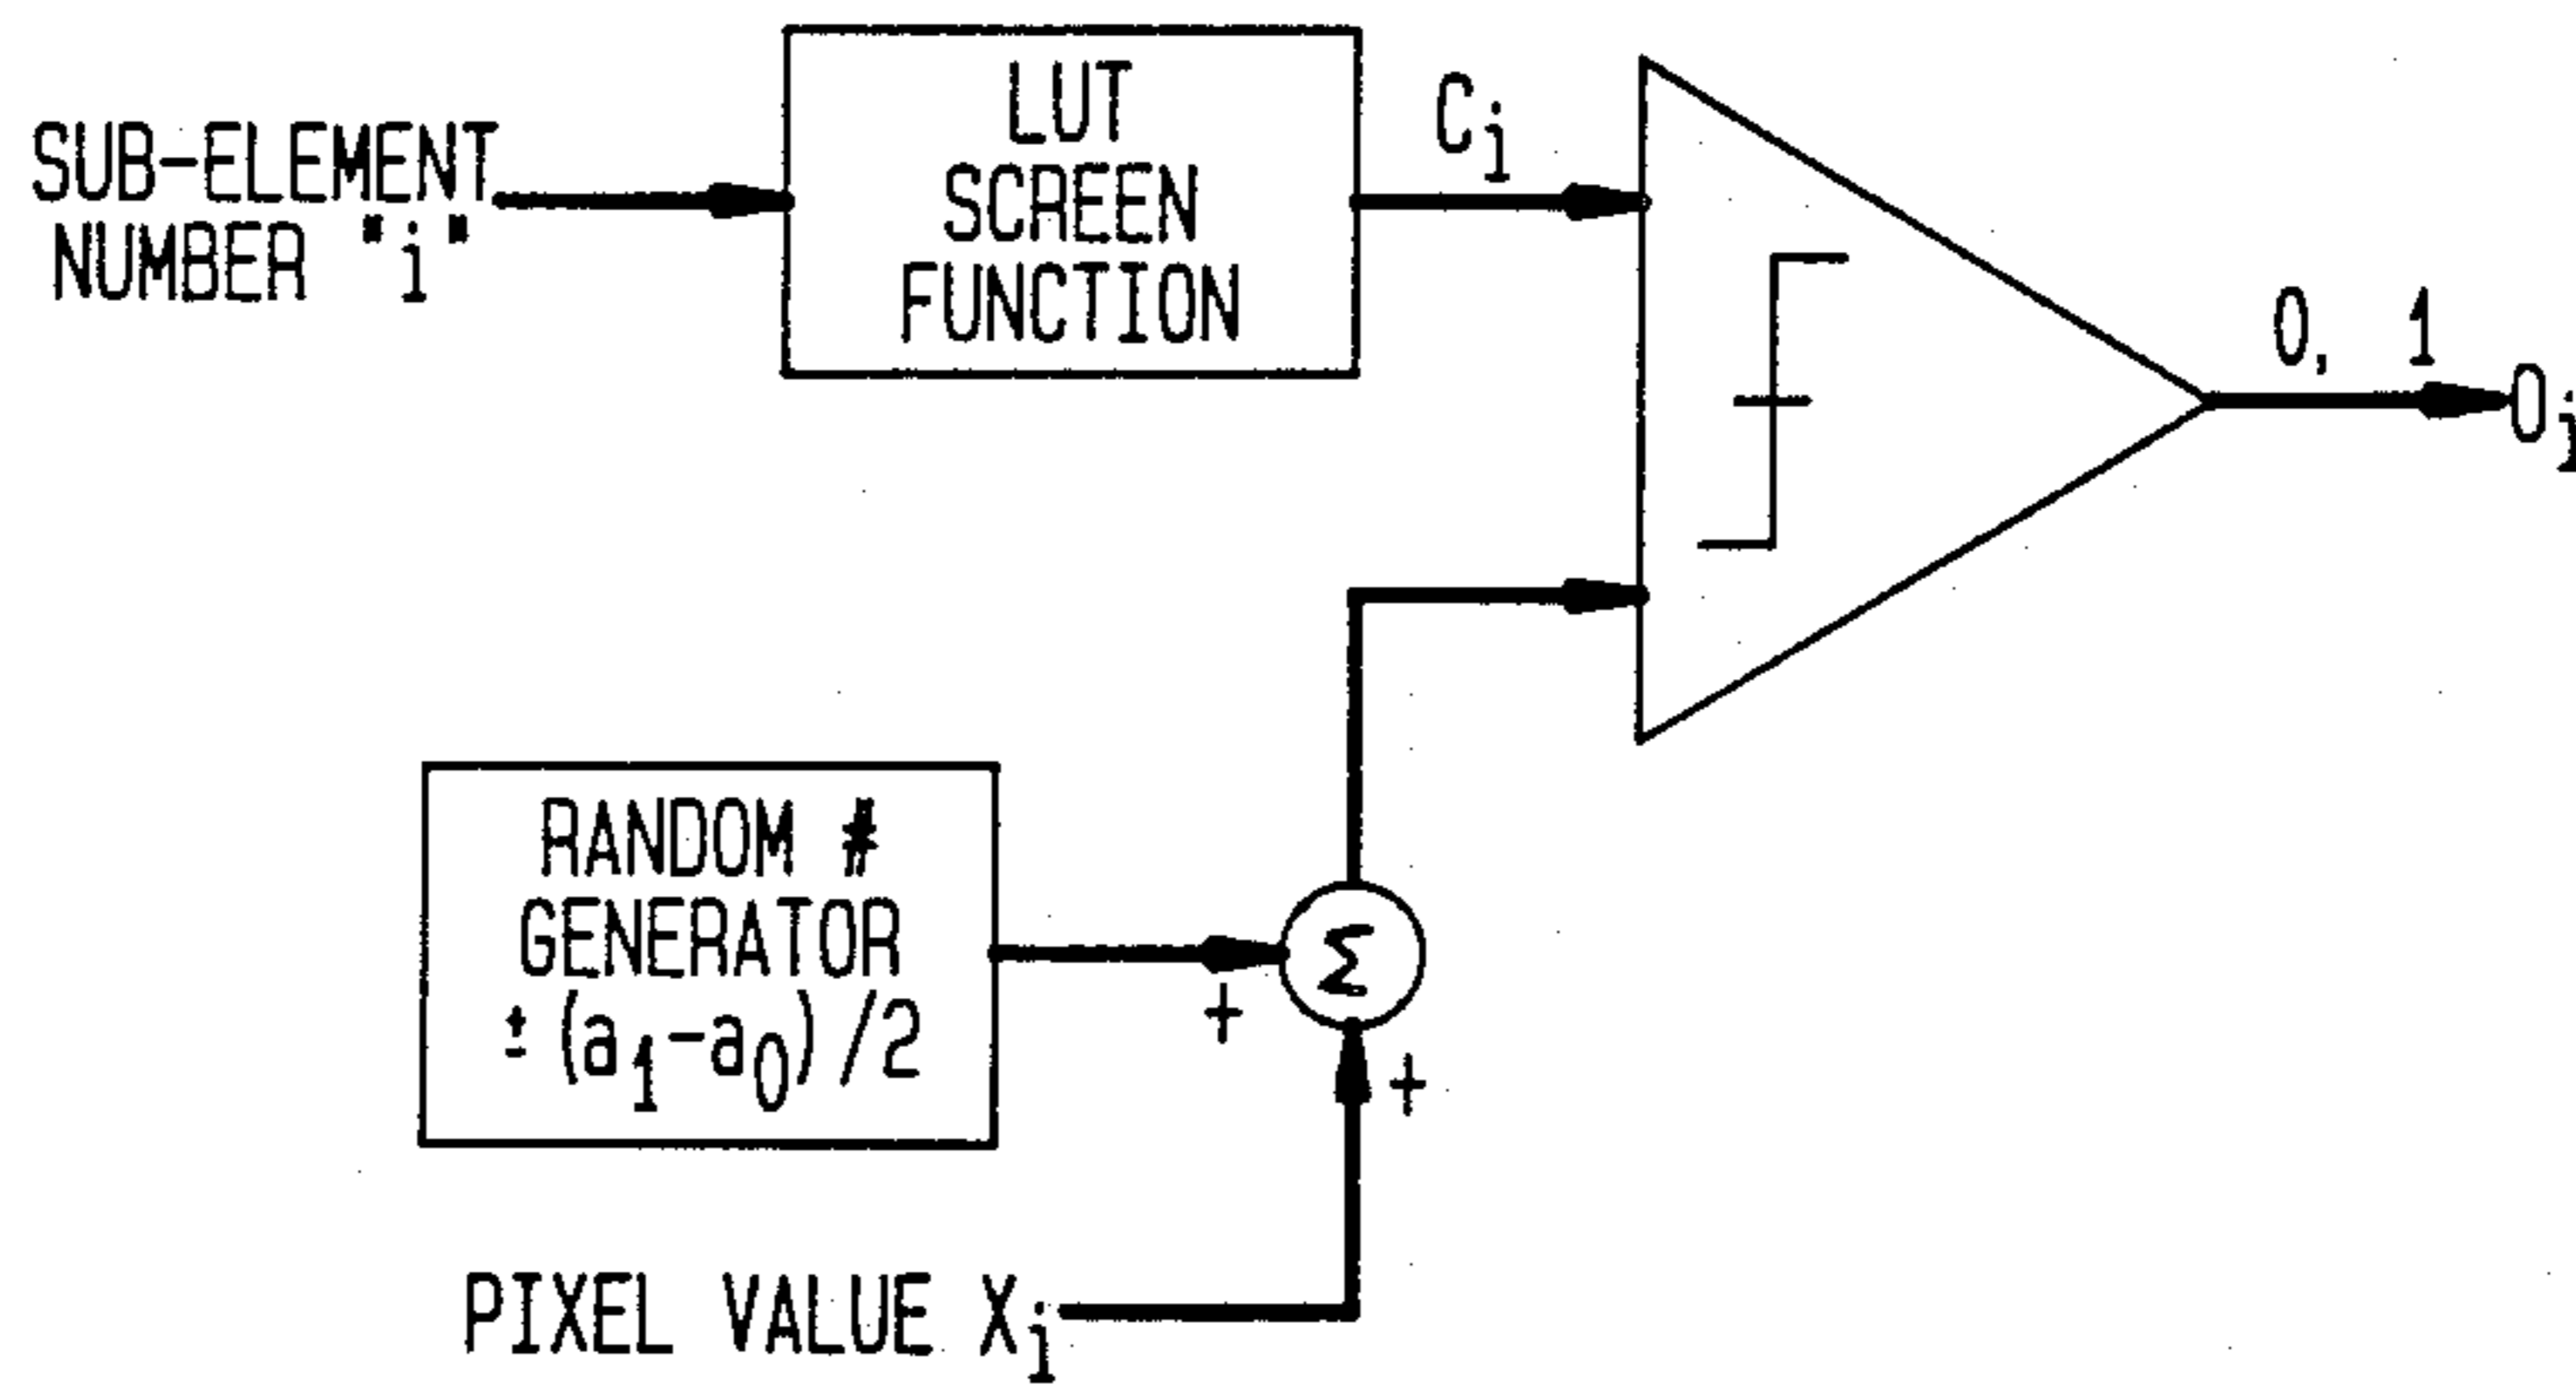 SUB-ELEMENT
NUMBER "i"
LUT
SCREEN
FUNCTION
Ci
0, 1
Oi
RANDOM #
GENERATOR
± (a1-a0) /2
Σ
+
+
PIXEL VALUE Xi